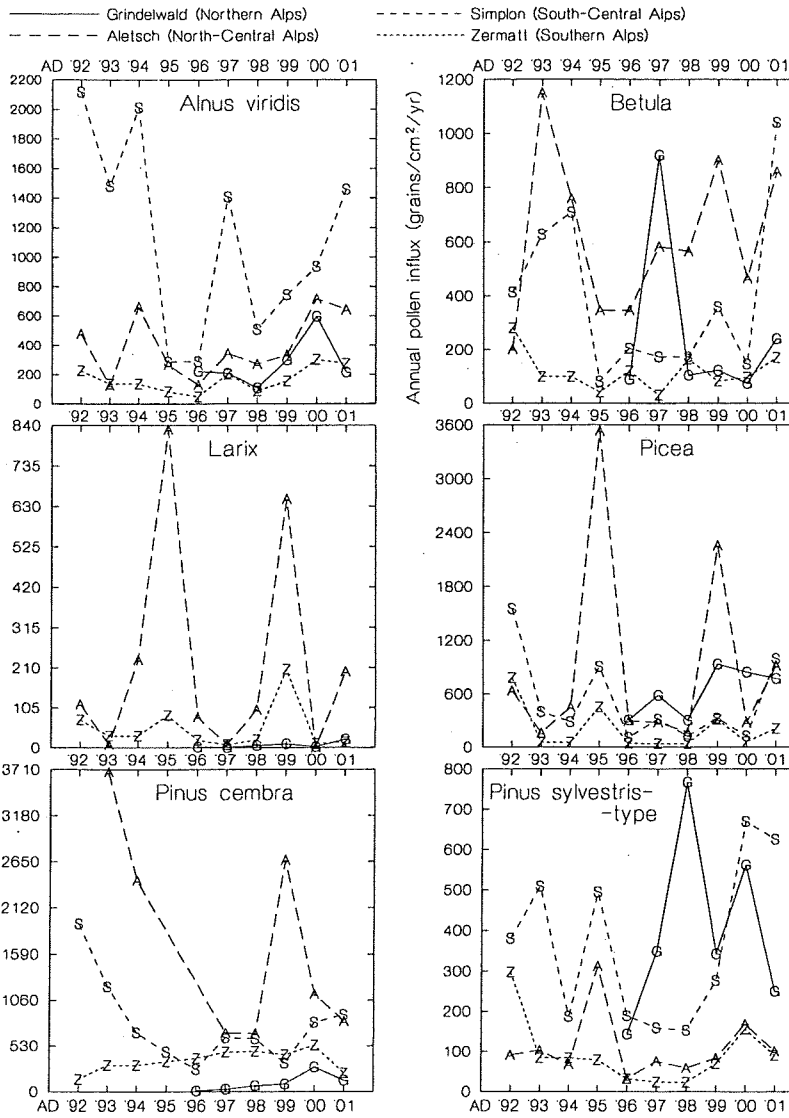 Grindelwald (Northern Alps)
Simplon (South-Central Alps)
Aletsch (North-Central Alps)
Zermatt (Southern Alps)
AD '92 '93 '94 '95 '96 '97 '98 '99 '00 '01
AD '92 '93 '94 '95 '96 '97 '98 '99 '00 '01
Alnus viridis
2200
2000
1800
1600
1400
1200
1000
800
600
400
200
0
Betula
Annual pollen influx (grains/cm²/yr)
1200
1000
800
600
400
200
0
'92 '93 '94 '95 '96 '97 '98 '99 '00 '01
'92 '93 '94 '95 '96 '97 '98 '99 '00 '01
Larix
840
735
630
525
420
315
210
105
0
Picea
3600
3000
2400
1800
1200
600
0
'92 '93 '94 '95 '96 '97 '98 '99 '00 '01
'92 '93 '94 '95 '96 '97 '98 '99 '00 '01
Pinus cembra
3710
3180
2650
2120
1590
1060
530
0
Pinus sylvestris-
-type
800
700
600
500
400
300
200
100
0
AD '92 '93 '94 '95 '96 '97 '98 '99 '00 '01
AD '92 '93 '94 '95 '96 '97 '98 '99 '00 '01